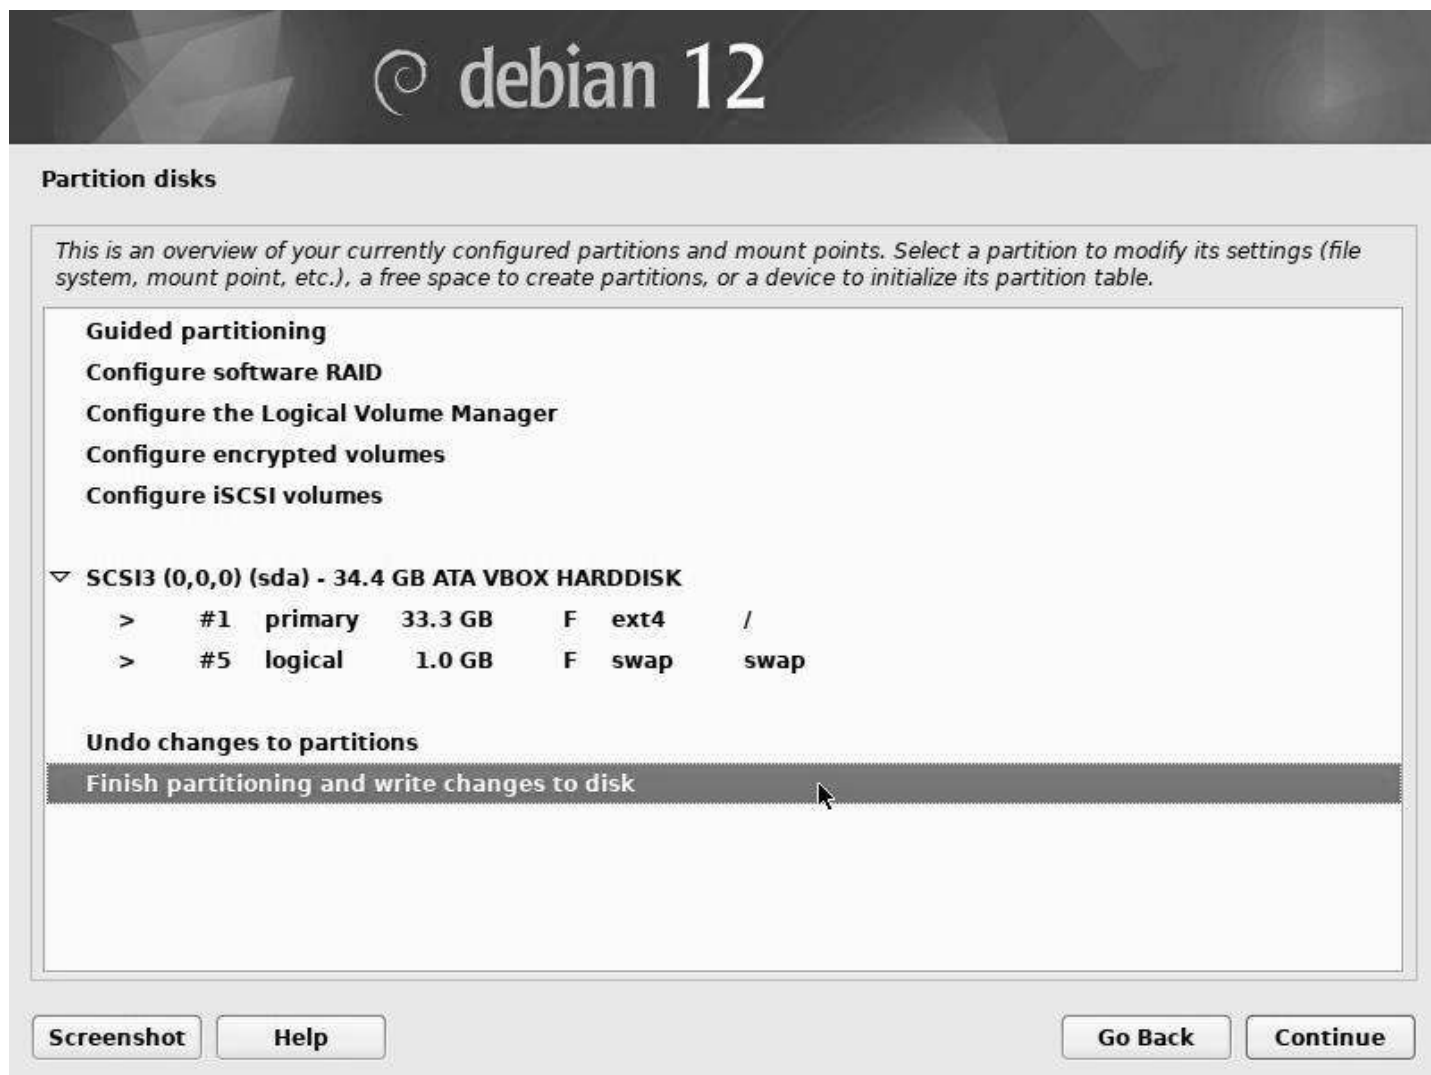 debian 12
Partition disks
This is an overview of your currently configured partitions and mount points. Select a partition to modify its settings (file
system, mount point, etc.), a free space to create partitions, or a device to initialize its partition table.
Guided partitioning
Configure software RAID
Configure the Logical Volume Manager
Configure encrypted volumes
Configure iSCSI volumes
SCSI3 (0,0,0) (sda) - 34.4 GB ATA VBOX HARDDISK
> #1 primary 33.3 GB F ext4 /
> #5 logical 1.0 GB F swap swap
Undo changes to partitions
Finish partitioning and write changes to disk
Screenshot Help Go Back Continue